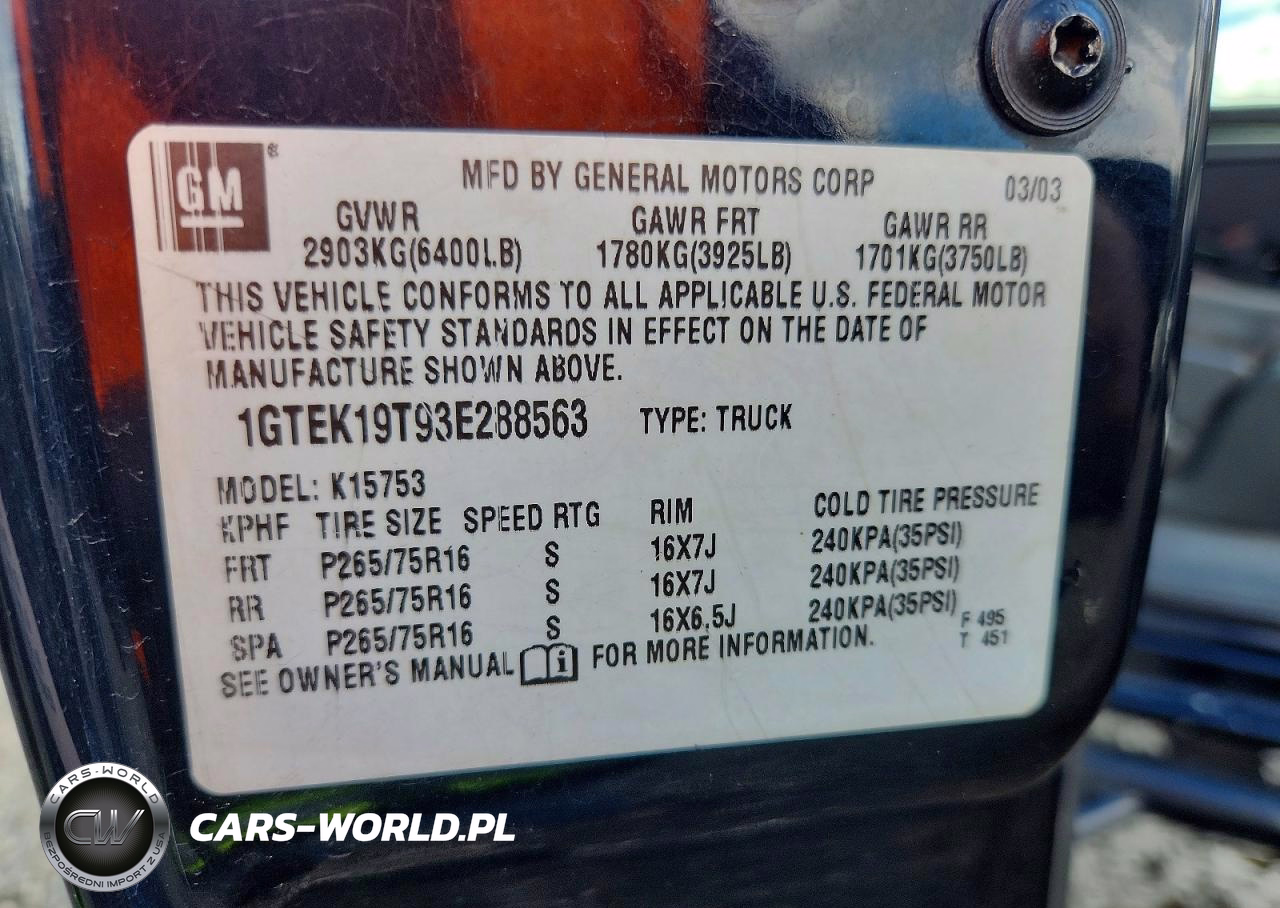 GM®
MFD BY GENERAL MOTORS CORP 03/03
GVWR GAWR FRT GAWR RR
2903KG(6400LB) 1780KG(3925LB) 1701KG(3750LB)
THIS VEHICLE CONFORMS TO ALL APPLICABLE U.S. FEDERAL MOTOR
VEHICLE SAFETY STANDARDS IN EFFECT ON THE DATE OF
MANUFACTURE SHOWN ABOVE.
1GTEK19T93E288563 TYPE: TRUCK
MODEL: K15753
KPHF TIRE SIZE SPEED RTG RIM COLD TIRE PRESSURE
FRT P265/75R16 S 16X7J 240KPA(35PSI)
RR P265/75R16 S 16X7J 240KPA(35PSI)
SPA P265/75R16 S 16X6.5J 240KPA(35PSI) F 495
T 451
SEE OWNER'S MANUAL i FOR MORE INFORMATION.
CARS-WORLD
CW
BEZPOŚREDNI IMPORT Z USA
CARS-WORLD.PL